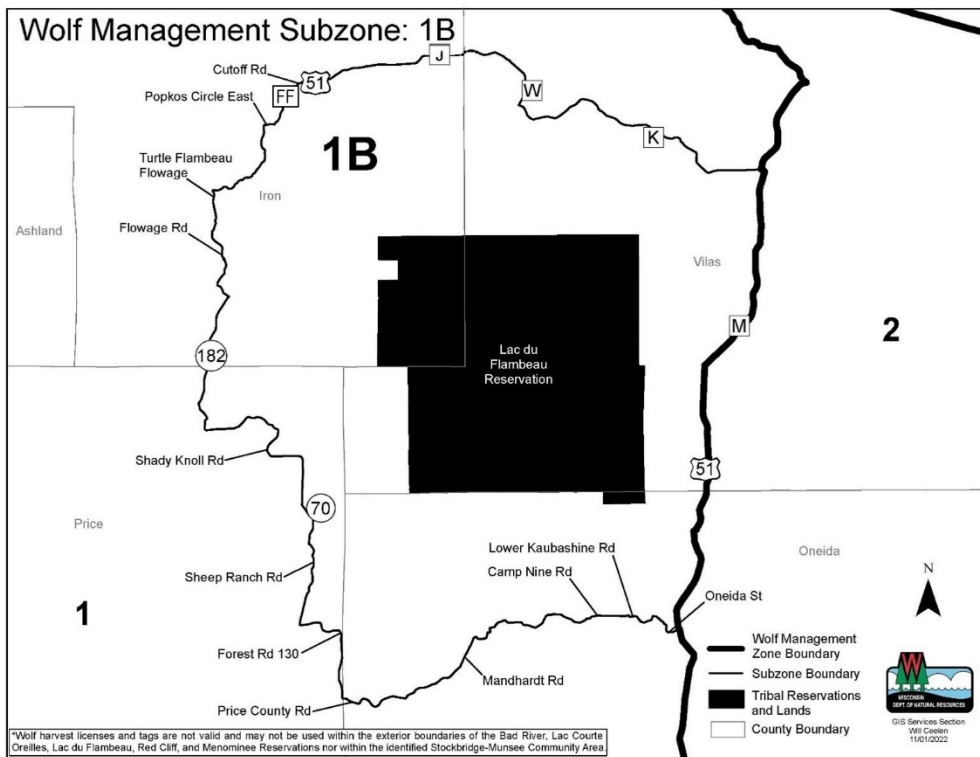 Wolf Management Subzone: 1B
Cutoff Rd
51
J
FF
Popkos Circle East
W
K
1B
Turtle Flambeau
Flowage
Iron
Ashland
Flowage Rd
Vilas
M
2
182
Lac du
Flambeau
Reservation
Shady Knoll Rd
51
70
Price
Oneida
Lower Kaubashine Rd
Camp Nine Rd
Sheep Ranch Rd
Oneida St
N
1
Forest Rd 130
Mandhardt Rd
Price County Rd
Wolf Management
Zone Boundary
Subzone Boundary
Tribal Reservations
and Lands
County Boundary
W
WISCONSIN
DEPT. OF NATURAL RESOURCES
GIS Services Section
Will Ceelen
11/01/2022
*Wolf harvest licenses and tags are not valid and may not be used within the exterior boundaries of the Bad River, Lac Courte
Oreilles, Lac du Flambeau, Red Cliff, and Menominee Reservations nor within the identified Stockbridge-Munsee Community Area.